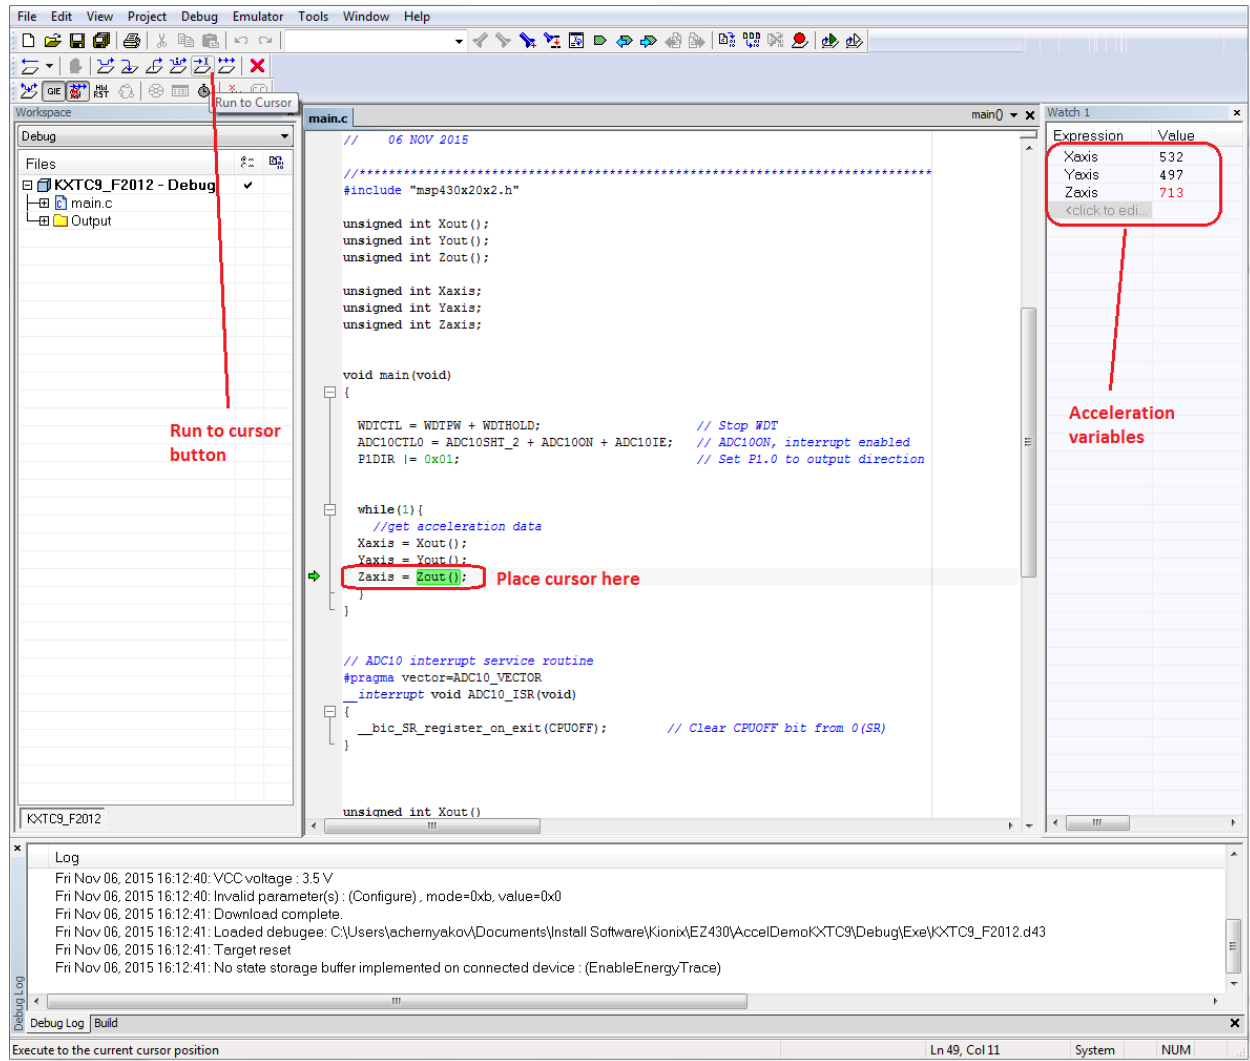 File Edit View Project Debug Emulator Tools Window Help
GIE
RST
Run to Cursor
Workspace
Debug
Files
KXTC9_F2012 - Debug
main.c
Output
KXTC9_F2012
Run to cursor
button
main.c
main()
//    06 NOV 2015
//*******************************************************************************
#include "msp430x20x2.h"
unsigned int Xout();
unsigned int Yout();
unsigned int Zout();
unsigned int Xaxis;
unsigned int Yaxis;
unsigned int Zaxis;
void main(void)
{
WDTCTL = WDTPW + WDTHOLD; // Stop WDT
ADC10CTL0 = ADC10SHT_2 + ADC10ON + ADC10IE; // ADC10ON, interrupt enabled
P1DIR |= 0x01; // Set P1.0 to output direction
while(1){
//get acceleration data
Xaxis = Xout();
Yaxis = Yout();
Zaxis = Zout();
Place cursor here
}
}
// ADC10 interrupt service routine
#pragma vector=ADC10_VECTOR
__interrupt void ADC10_ISR(void)
{
__bic_SR_register_on_exit(CPUOFF); // Clear CPUOFF bit from 0(SR)
}
unsigned int Xout()
Watch 1
Expression Value
Xaxis 532
Yaxis 497
Zaxis 713
<click to edi...
Acceleration
variables
Log
Fri Nov 06, 2015 16:12:40: VCC voltage : 3.5 V
Fri Nov 06, 2015 16:12:40: Invalid parameter(s) : (Configure) , mode=0xb, value=0x0
Fri Nov 06, 2015 16:12:41: Download complete.
Fri Nov 06, 2015 16:12:41: Loaded debugee: C:\Users\achernyakov\Documents\Install Software\Kionix\EZ430\AccelDemoKXTC9\Debug\Exe\KXTC9_F2012.d43
Fri Nov 06, 2015 16:12:41: Target reset
Fri Nov 06, 2015 16:12:41: No state storage buffer implemented on connected device : (EnableEnergyTrace)
Debug Log
Debug Log Build
Execute to the current cursor position
Ln 49, Col 11
System
NUM